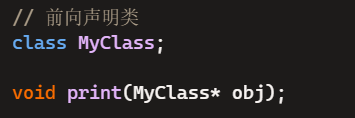 // 前向声明类
class MyClass;
void print(MyClass* obj);